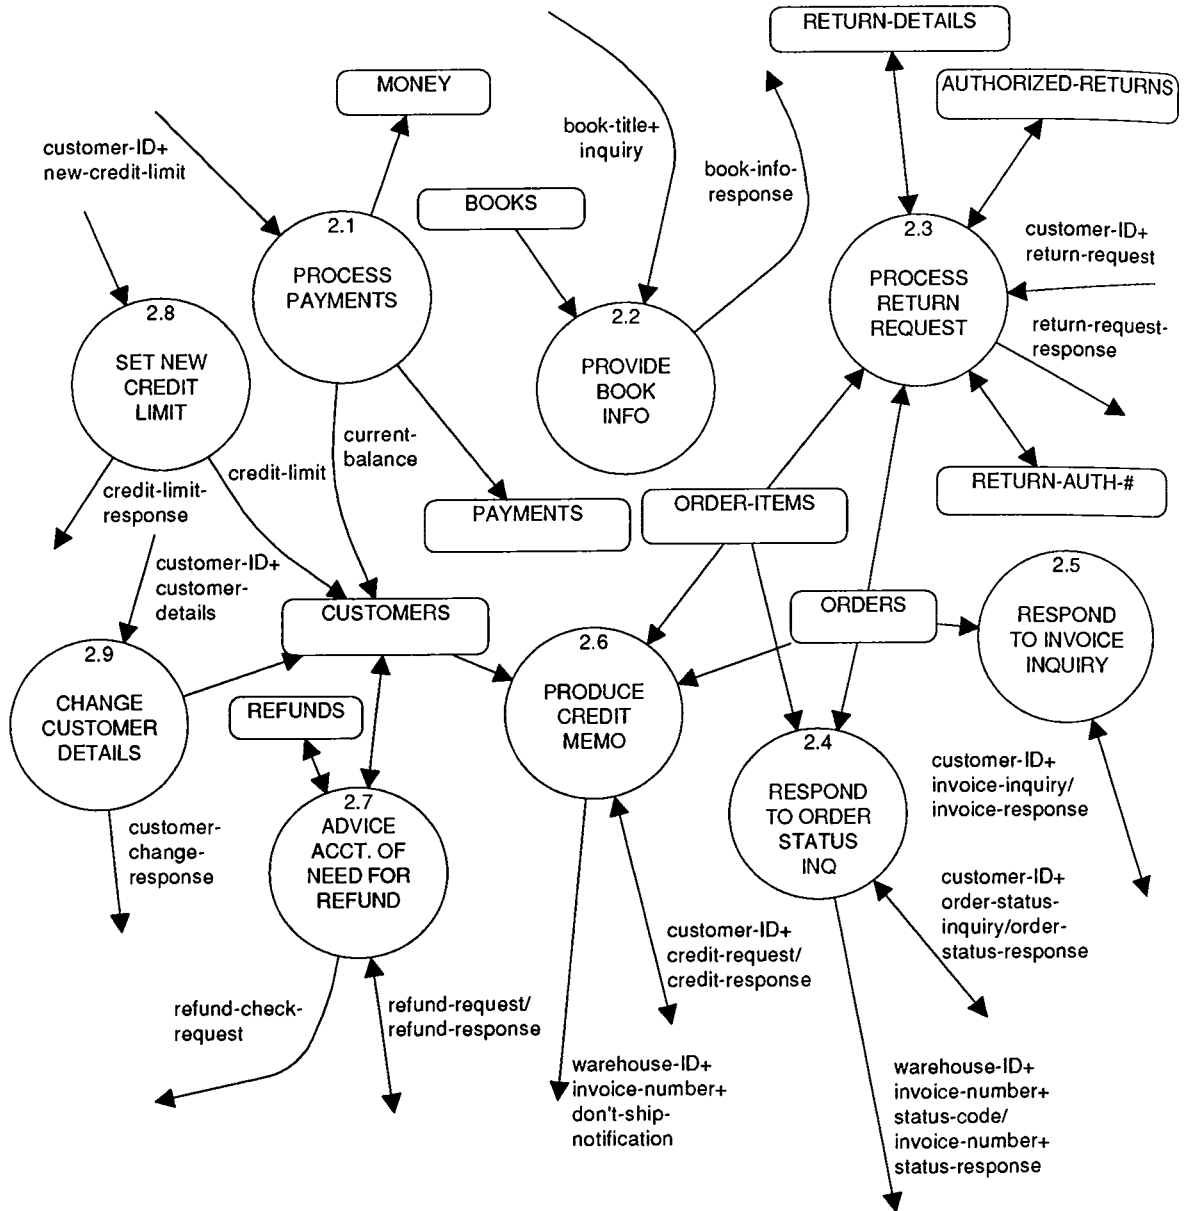 RETURN-DETAILS
MONEY
AUTHORIZED-RETURNS
customer-ID+
new-credit-limit
book-title+
inquiry
book-info-
response
BOOKS
2.1
PROCESS
PAYMENTS
2.3
PROCESS
RETURN
REQUEST
customer-ID+
return-request
return-request-
response
2.8
SET NEW
CREDIT
LIMIT
2.2
PROVIDE
BOOK
INFO
current-
balance
credit-limit
credit-limit-
response
PAYMENTS
ORDER-ITEMS
RETURN-AUTH-#
customer-ID+
customer-
details
CUSTOMERS
ORDERS
2.5
RESPOND
TO INVOICE
INQUIRY
2.9
CHANGE
CUSTOMER
DETAILS
REFUNDS
2.6
PRODUCE
CREDIT
MEMO
2.4
RESPOND
TO ORDER
STATUS
INQ
customer-ID+
invoice-inquiry/
invoice-response
2.7
ADVICE
ACCT. OF
NEED FOR
REFUND
customer-
change-
response
customer-ID+
order-status-
inquiry/order-
status-response
customer-ID+
credit-request/
credit-response
refund-check-
request
refund-request/
refund-response
warehouse-ID+
invoice-number+
don't-ship-
notification
warehouse-ID+
invoice-number+
status-code/
invoice-number+
status-response